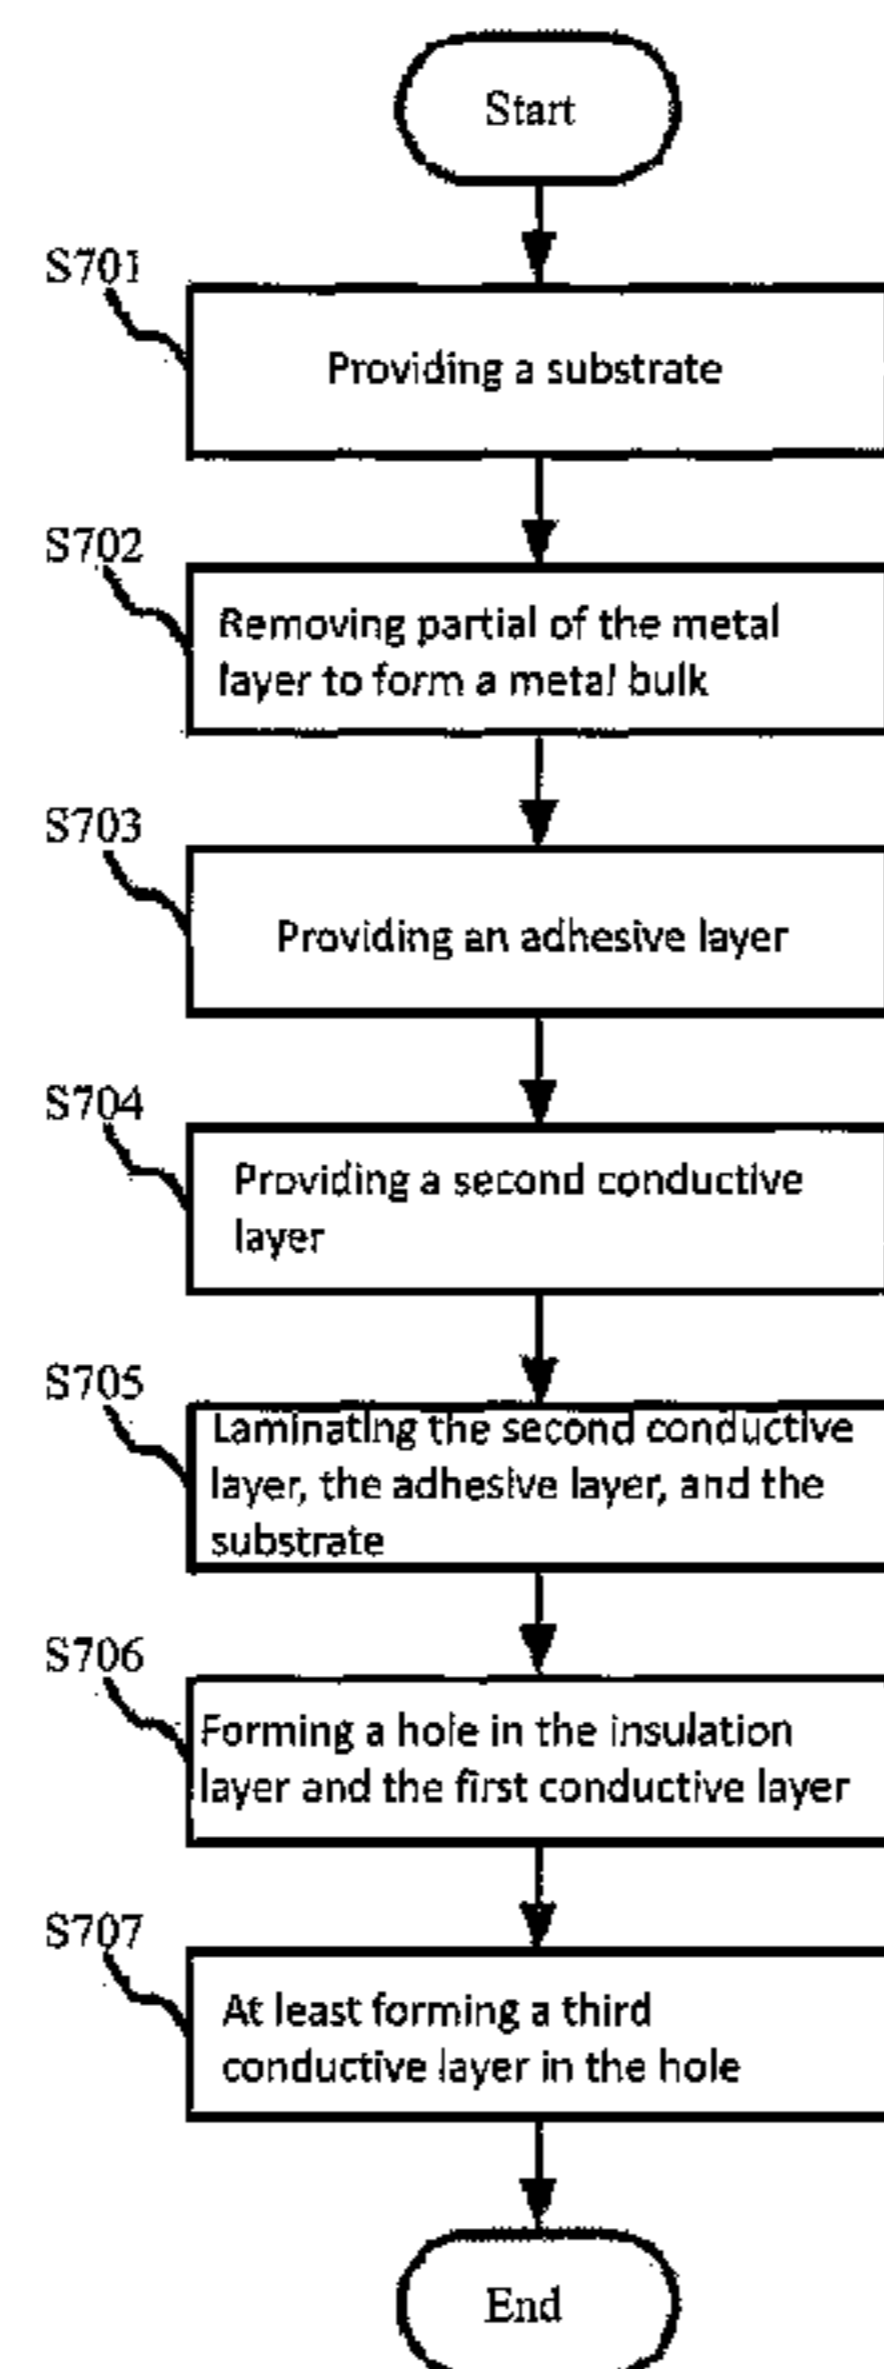 Start
S701
Providing a substrate
S702
Removing partial of the metal
layer to form a metal bulk
S703
Providing an adhesive layer
S704
Providing a second conductive
layer
S705
Laminating the second conductive
layer, the adhesive layer, and the
substrate
S706
Forming a hole in the insulation
layer and the first conductive layer
S707
At least forming a third
conductive layer in the hole
End